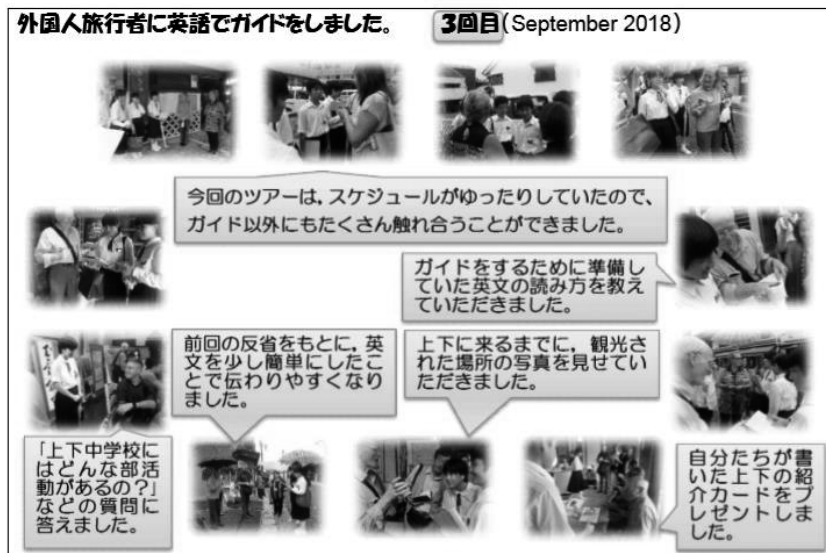 外国人旅行者に英語でガイドをしました。 3回目(September 2018)
今回のツアーは，スケジュールがゆったりしていたので、
ガイド以外にもたくさん触れ合うことができました。
ガイドをするために準備し
ていた英文の読み方を教え
ていただきました。
前回の反省をもとに，英
文を少し簡単にしたこ
とで伝わりやすくなり
ました。
上下に来るまでに，観光さ
れた場所の写真を見せてい
ただきました。
「上下中学校に
はどんな部活
動があるの？」
などの質問に
答えました。
自分たちが書
いた上下の紹
介カードをプ
レゼントしま
した。